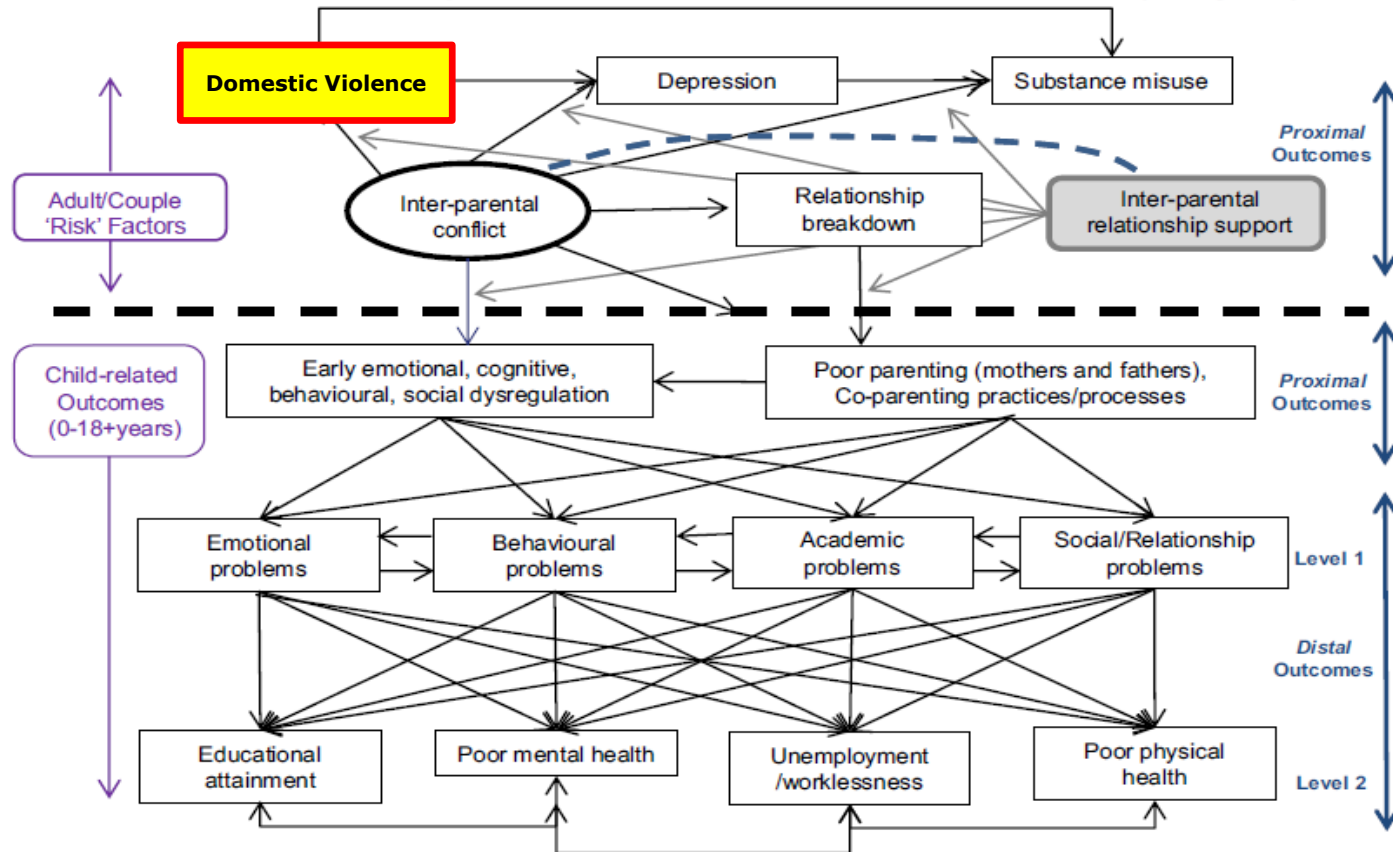 Domestic Violence
Depression
Substance misuse
Proximal
Outcomes
Adult/Couple
‘Risk’ Factors
Inter-parental
conflict
Relationship
breakdown
Inter-parental
relationship support
Child-related
Outcomes
(0-18+years)
Early emotional, cognitive,
behavioural, social dysregulation
Poor parenting (mothers and fathers),
Co-parenting practices/processes
Proximal
Outcomes
Emotional
problems
Behavioural
problems
Academic
problems
Social/Relationship
problems
Level 1
Distal
Outcomes
Educational
attainment
Poor mental health
Unemployment
/worklessness
Poor physical
health
Level 2